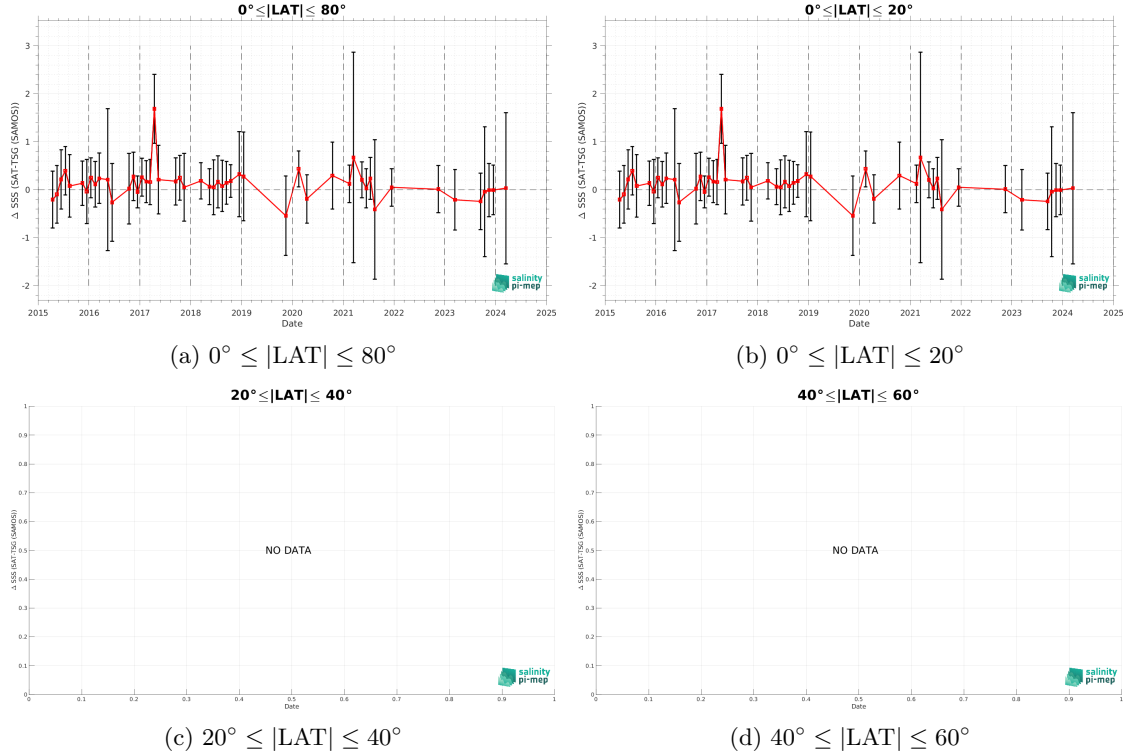 0°≤|LAT|≤ 80°
Δ SSS (SAT-TSG (SAMOS))
3
2
1
0
-1
-2
2015 2016 2017 2018 2019 2020 2021 2022 2023 2024 2025
Date
salinity
pi-mep
(a) 0° ≤ |LAT| ≤ 80°
0°≤|LAT|≤ 20°
Δ SSS (SAT-TSG (SAMOS))
3
2
1
0
-1
-2
2015 2016 2017 2018 2019 2020 2021 2022 2023 2024 2025
Date
salinity
pi-mep
(b) 0° ≤ |LAT| ≤ 20°
20°≤|LAT|≤ 40°
Δ SSS (SAT-TSG (SAMOS))
1
0.9
0.8
0.7
0.6
0.5
0.4
0.3
0.2
0.1
0
NO DATA
0 0.1 0.2 0.3 0.4 0.5 0.6 0.7 0.8 0.9 1
Date
salinity
pi-mep
(c) 20° ≤ |LAT| ≤ 40°
40°≤|LAT|≤ 60°
Δ SSS (SAT-TSG (SAMOS))
1
0.9
0.8
0.7
0.6
0.5
0.4
0.3
0.2
0.1
0
NO DATA
0 0.1 0.2 0.3 0.4 0.5 0.6 0.7 0.8 0.9 1
Date
salinity
pi-mep
(d) 40° ≤ |LAT| ≤ 60°